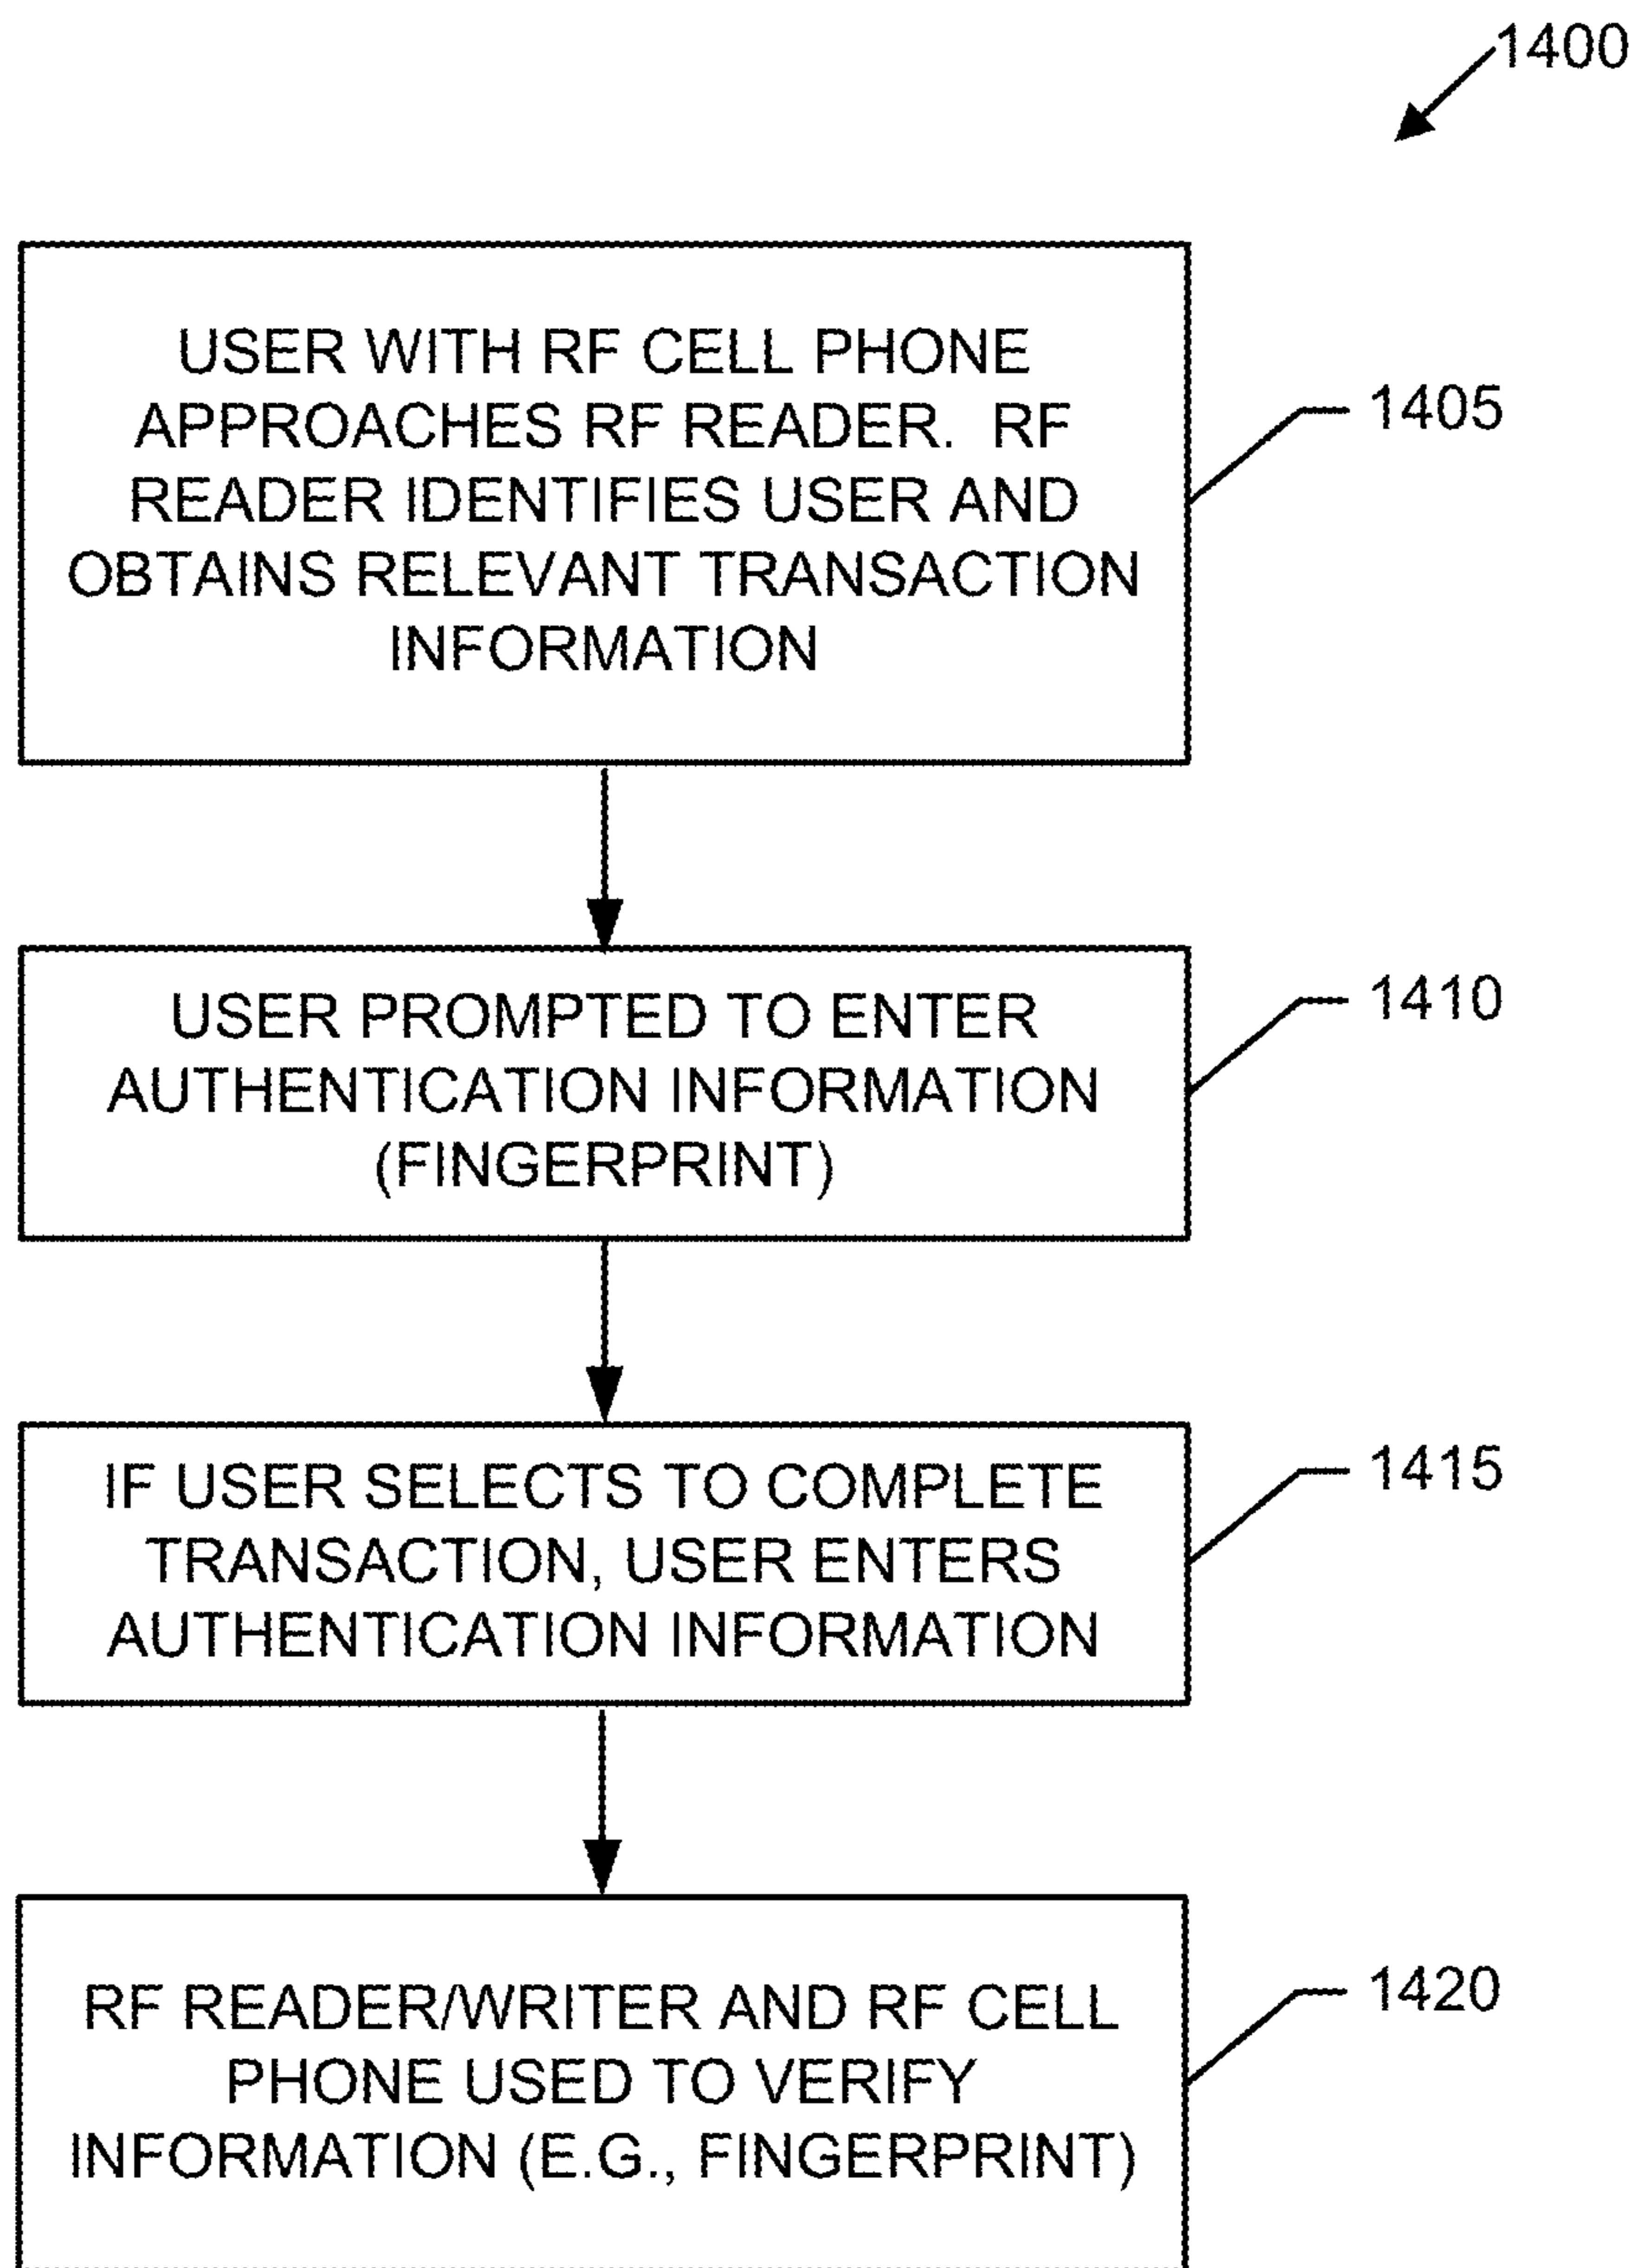 1400
USER WITH RF CELL PHONE
APPROACHES RF READER. RF
READER IDENTIFIES USER AND
OBTAINS RELEVANT TRANSACTION
INFORMATION
1405
USER PROMPTED TO ENTER
AUTHENTICATION INFORMATION
(FINGERPRINT)
1410
IF USER SELECTS TO COMPLETE
TRANSACTION, USER ENTERS
AUTHENTICATION INFORMATION
1415
RF READER/WRITER AND RF CELL
PHONE USED TO VERIFY
INFORMATION (E.G., FINGERPRINT)
1420